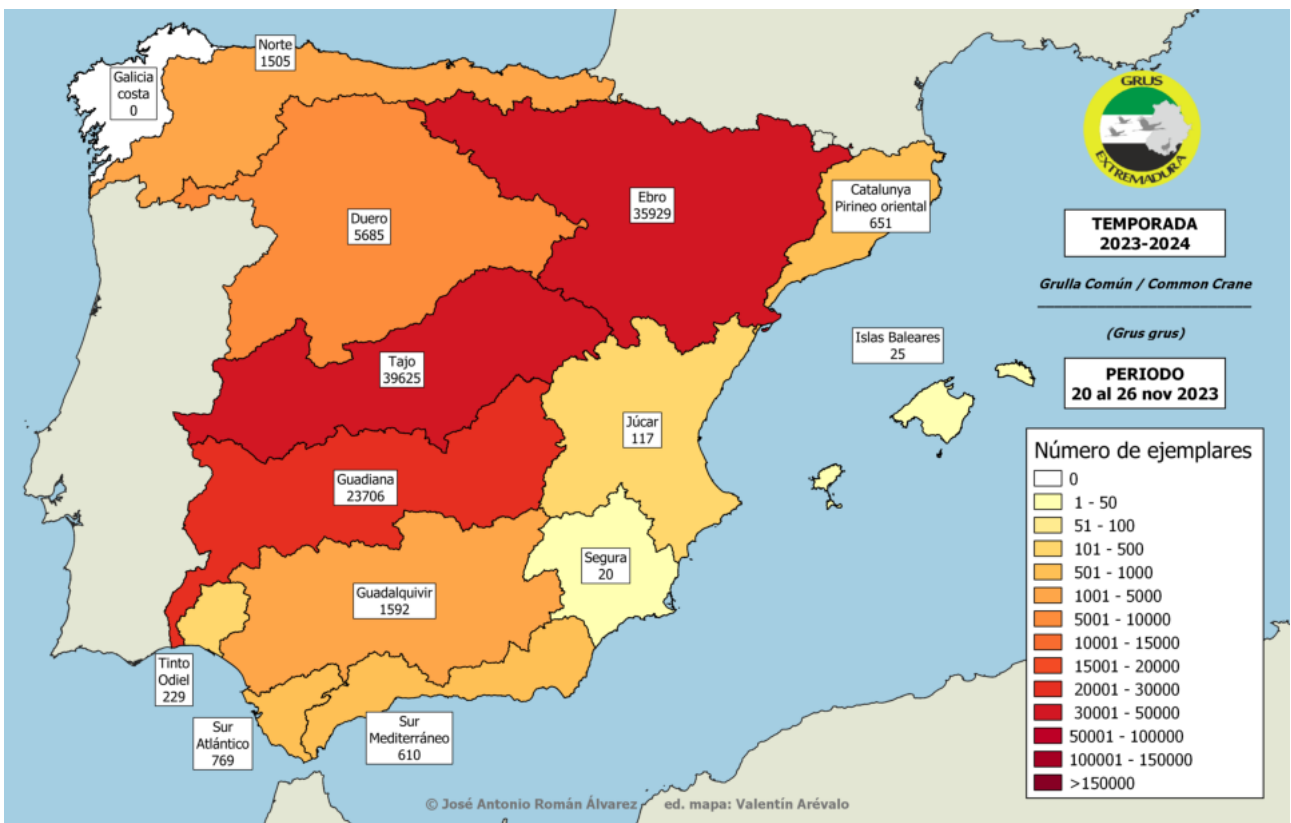 Norte
1505
Galicia
costa
0
Duero
5685
Ebro
35929
Catalunya
Pirineo oriental
651
Tajo
39625
Islas Baleares
25
Júcar
117
Guadiana
23706
Segura
20
Guadalquivir
1592
Tinto
Odiel
229
Sur
Atlántico
769
Sur
Mediterráneo
610
GRUS
EXTREMADURA
TEMPORADA
2023-2024
Grulla Común / Common Crane
(Grus grus)
PERIODO
20 al 26 nov 2023
Número de ejemplares
0
1 - 50
51 - 100
101 - 500
501 - 1000
1001 - 5000
5001 - 10000
10001 - 15000
15001 - 20000
20001 - 30000
30001 - 50000
50001 - 100000
100001 - 150000
>150000
© José Antonio Román Álvarez ed. mapa: Valentín Arévalo